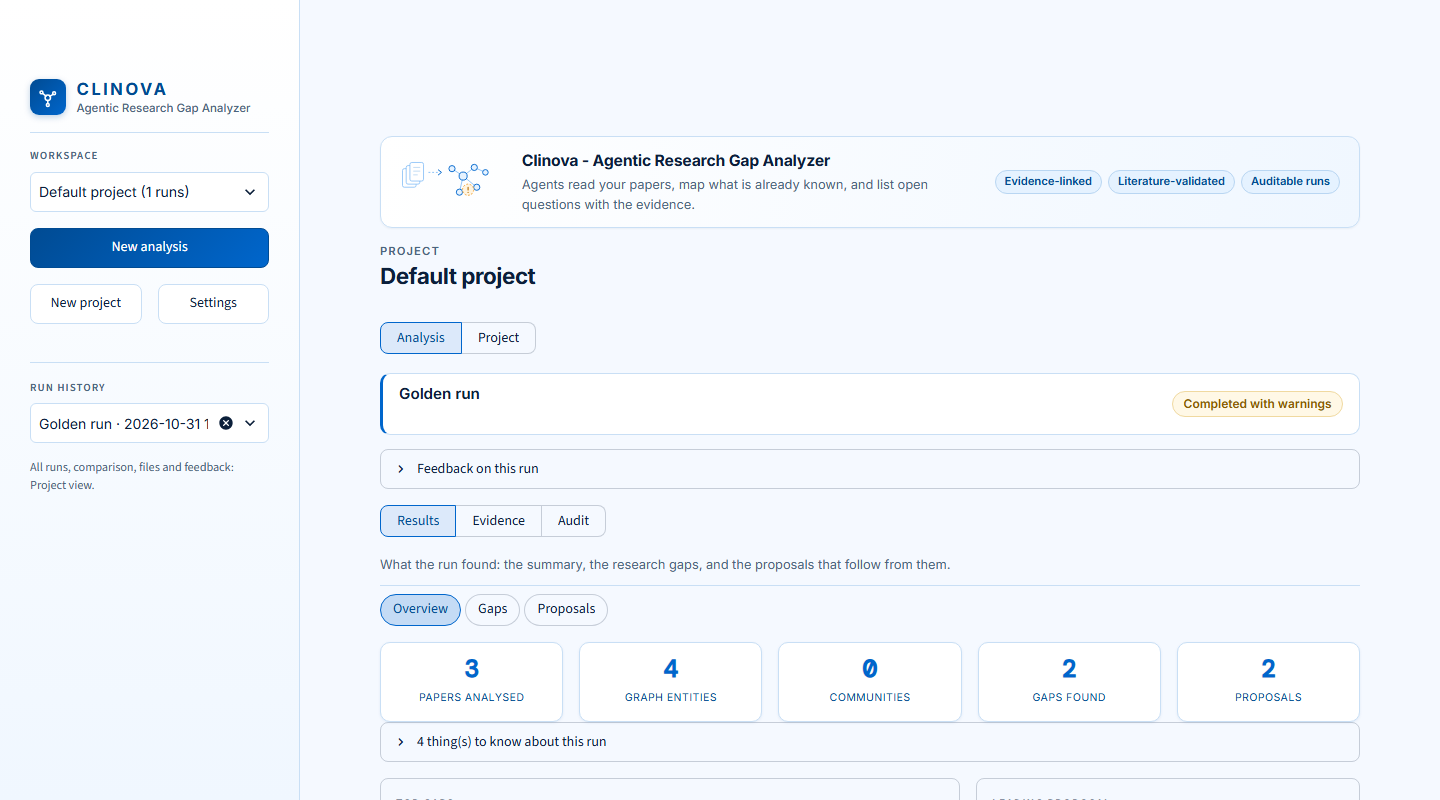 CLINOVA
Agentic Research Gap Analyzer
WORKSPACE
Default project (1 runs)
New analysis
New project
Settings
RUN HISTORY
Golden run · 2026-10-31 1
All runs, comparison, files and feedback:
Project view.
Clinova - Agentic Research Gap Analyzer
Agents read your papers, map what is already known, and list open
questions with the evidence.
Evidence-linked
Literature-validated
Auditable runs
PROJECT
Default project
Analysis
Project
Golden run
Completed with warnings
Feedback on this run
Results
Evidence
Audit
What the run found: the summary, the research gaps, and the proposals that follow from them.
Overview
Gaps
Proposals
3
PAPERS ANALYSED
4
GRAPH ENTITIES
0
COMMUNITIES
2
GAPS FOUND
2
PROPOSALS
4 thing(s) to know about this run